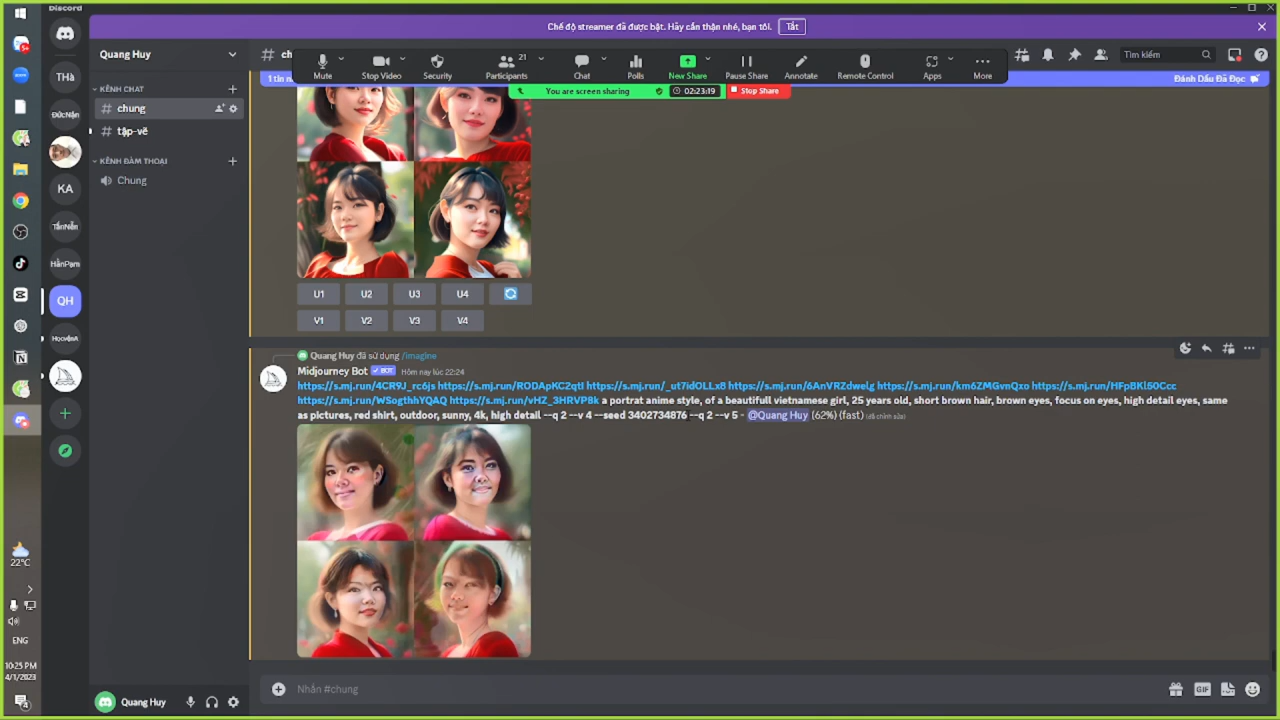 Discord
Chế độ streamer đã được bật. Hãy cẩn thận nhé, bạn tôi. Tắt
Quang Huy
Tìm kiếm
Mute
Stop Video
Security
Participants
21
Chat
Polls
New Share
Pause Share
Annotate
Remote Control
Apps
More
You are screen sharing
02:23:19
Stop Share
Đánh Dấu Đã Đọc
THà
ĐứcNận
KA
QH
KÊNH CHAT
chung
tập-vẽ
KÊNH ĐÀM THOẠI
Chung
U1 U2 U3 U4
V1 V2 V3 V4
Quang Huy đã sử dụng /imagine
Midjourney Bot BOT Hôm nay lúc 22:24
https://s.mj.run/4CR9J_rc6js https://s.mj.run/RODApKC2qtI https://s.mj.run/_ut7idOLLx8 https://s.mj.run/6AnVRZdwelg https://s.mj.run/km6ZMGvnQxo https://s.mj.run/HFpBKl50Ccc
https://s.mj.run/WSogthhYQAQ https://s.mj.run/vHZ_3HRVP8k a portrat anime style, of a beautifull vietnamese girl, 25 years old, short brown hair, brown eyes, focus on eyes, high detail eyes, same
as pictures, red shirt, outdoor, sunny, 4k, high detail --q 2 --v 4 --seed 3402734876 --q 2 --v 5 - @Quang Huy (62%) (fast) (đã chỉnh sửa)
22°C
ENG
10:25 PM
4/1/2023
Quang Huy
Nhắn #chung
GIF